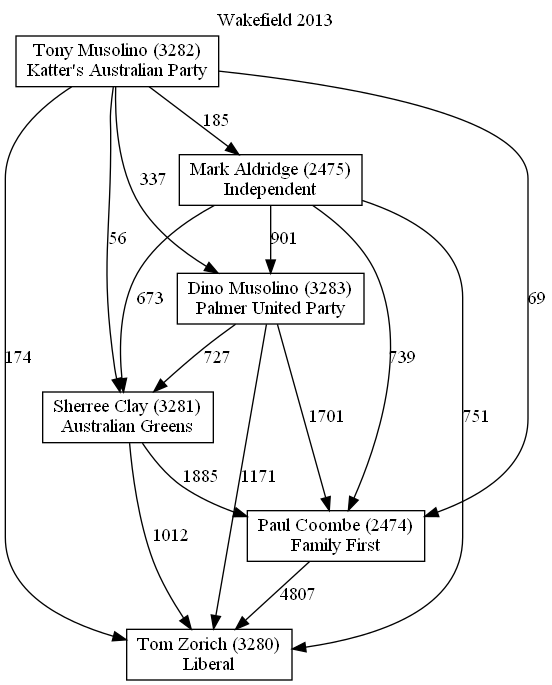 Wakefield 2013
Tony Musolino (3282)
Katter's Australian Party
185
Mark Aldridge (2475)
Independent
337
56
901
673
69
Dino Musolino (3283)
Palmer United Party
174
727
739
Sherree Clay (3281)
Australian Greens
1701
751
1885
1171
Paul Coombe (2474)
Family First
1012
4807
Tom Zorich (3280)
Liberal